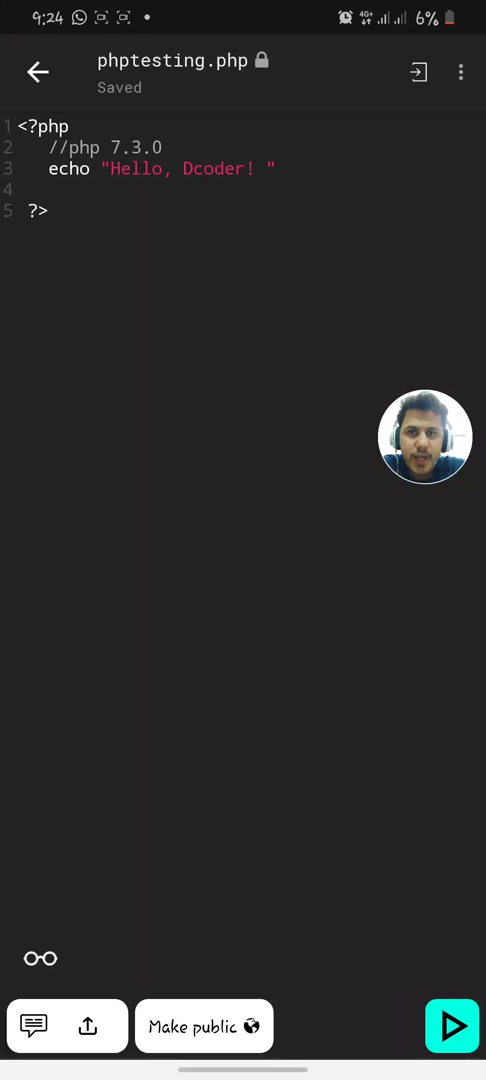 9:24 4G+ 6%
phptesting.php
Saved
1 <?php
2 //php 7.3.0
3 echo "Hello, Dcoder! "
4
5 ?>
Make public